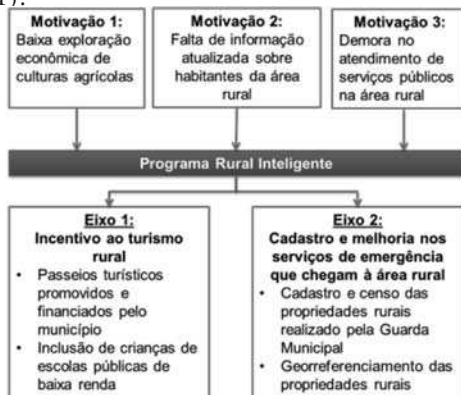 1).
Motivação 1:
Baixa exploração
econômica de
culturas agrícolas
Motivação 2:
Falta de informação
atualizada sobre
habitantes da área
rural
Motivação 3:
Demora no
atendimento de
serviços públicos
na área rural
Programa Rural Inteligente
Eixo 1:
Incentivo ao turismo
rural
• Passeios turísticos
promovidos e
financiados pelo
município
• Inclusão de crianças de
escolas públicas de
baixa renda
Eixo 2:
Cadastro e melhoria nos
serviços de emergência
que chegam à área rural
• Cadastro e censo das
propriedades rurais
realizado pela Guarda
Municipal
• Georreferenciamento das
propriedades rurais